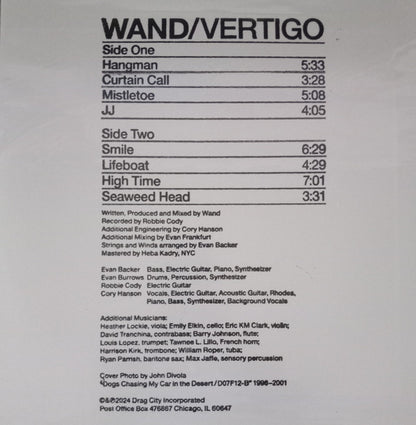 WAND/VERTIGO
Side One
Hangman 5:33
Curtain Call 3:28
Mistletoe 5:08
JJ 4:05
Side Two
Smile 6:29
Lifeboat 4:29
High Time 7:01
Seaweed Head 3:31
Written, Produced and Mixed by Wand
Recorded by Robbie Cody
Additional Engineering by Cory Hanson
Additional Mixing by Evan Frankfurt
Strings and Winds arranged by Evan Backer
Mastered by Heba Kadry, NYC
Evan Backer Bass, Electric Guitar, Piano, Synthesizer
Evan Burrows Drums, Percussion, Synthesizer
Robbie Cody Electric Guitar
Cory Hanson Vocals, Electric Guitar, Acoustic Guitar, Rhodes,
Piano, Bass, Synthesizer, Background Vocals
Additional Musicians:
Heather Lockie, viola; Emily Elkin, cello; Eric KM Clark, violin;
David Tranchina, contrabass; Barry Johnson, flute;
Louis Lopez, trumpet; Tawnee L. Lillo, French horn;
Harrison Kirk, trombone; William Roper, tuba;
Ryan Parrish, baritone sax; Max Jaffe, sensory percussion
Cover Photo by John Divola
"Dogs Chasing My Car in the Desert / D07F12-B" 1996–2001
©&℗2024 Drag City Incorporated
Post Office Box 476867 Chicago, IL 60647